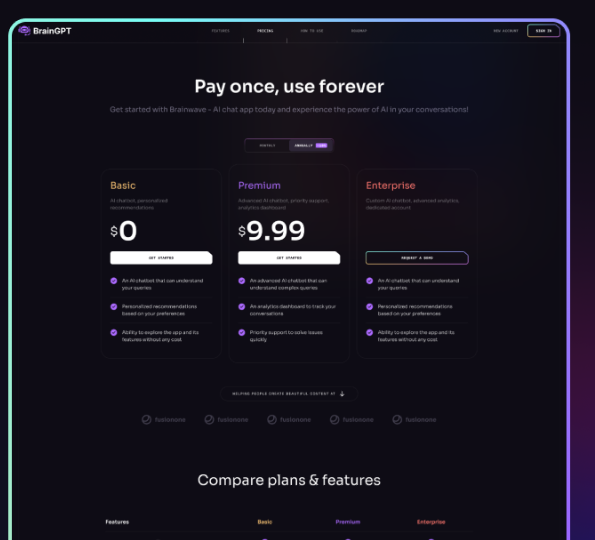 BrainGPT
FEATURES PRICING HOW TO USE ROADMAP
NEW ACCOUNT SIGN IN
Pay once, use forever
Get started with Brainwave - AI chat app today and experience the power of AI in your conversations!
MONTHLY ANNUALLY
Basic
AI chatbot, personalized
recommendations
$0
GET STARTED
An AI chatbot that can understand
your queries
Personalized recommendations
based on your preferences
Ability to explore the app and its
features without any cost
Premium
Advanced AI chatbot, priority support,
analytics dashboard
$9.99
GET STARTED
An advanced AI chatbot that can
understand complex queries
An analytics dashboard to track your
conversations
Priority support to solve issues
quickly
Enterprise
Custom AI chatbot, advanced analytics,
dedicated account
REQUEST A DEMO
An AI chatbot that can understand
your queries
Personalized recommendations
based on your preferences
Ability to explore the app and its
features without any cost
HELPING PEOPLE CREATE BEAUTIFUL CONTENT AT
fusionone fusionone fusionone fusionone fusionone
Compare plans & features
Features Basic Premium Enterprise